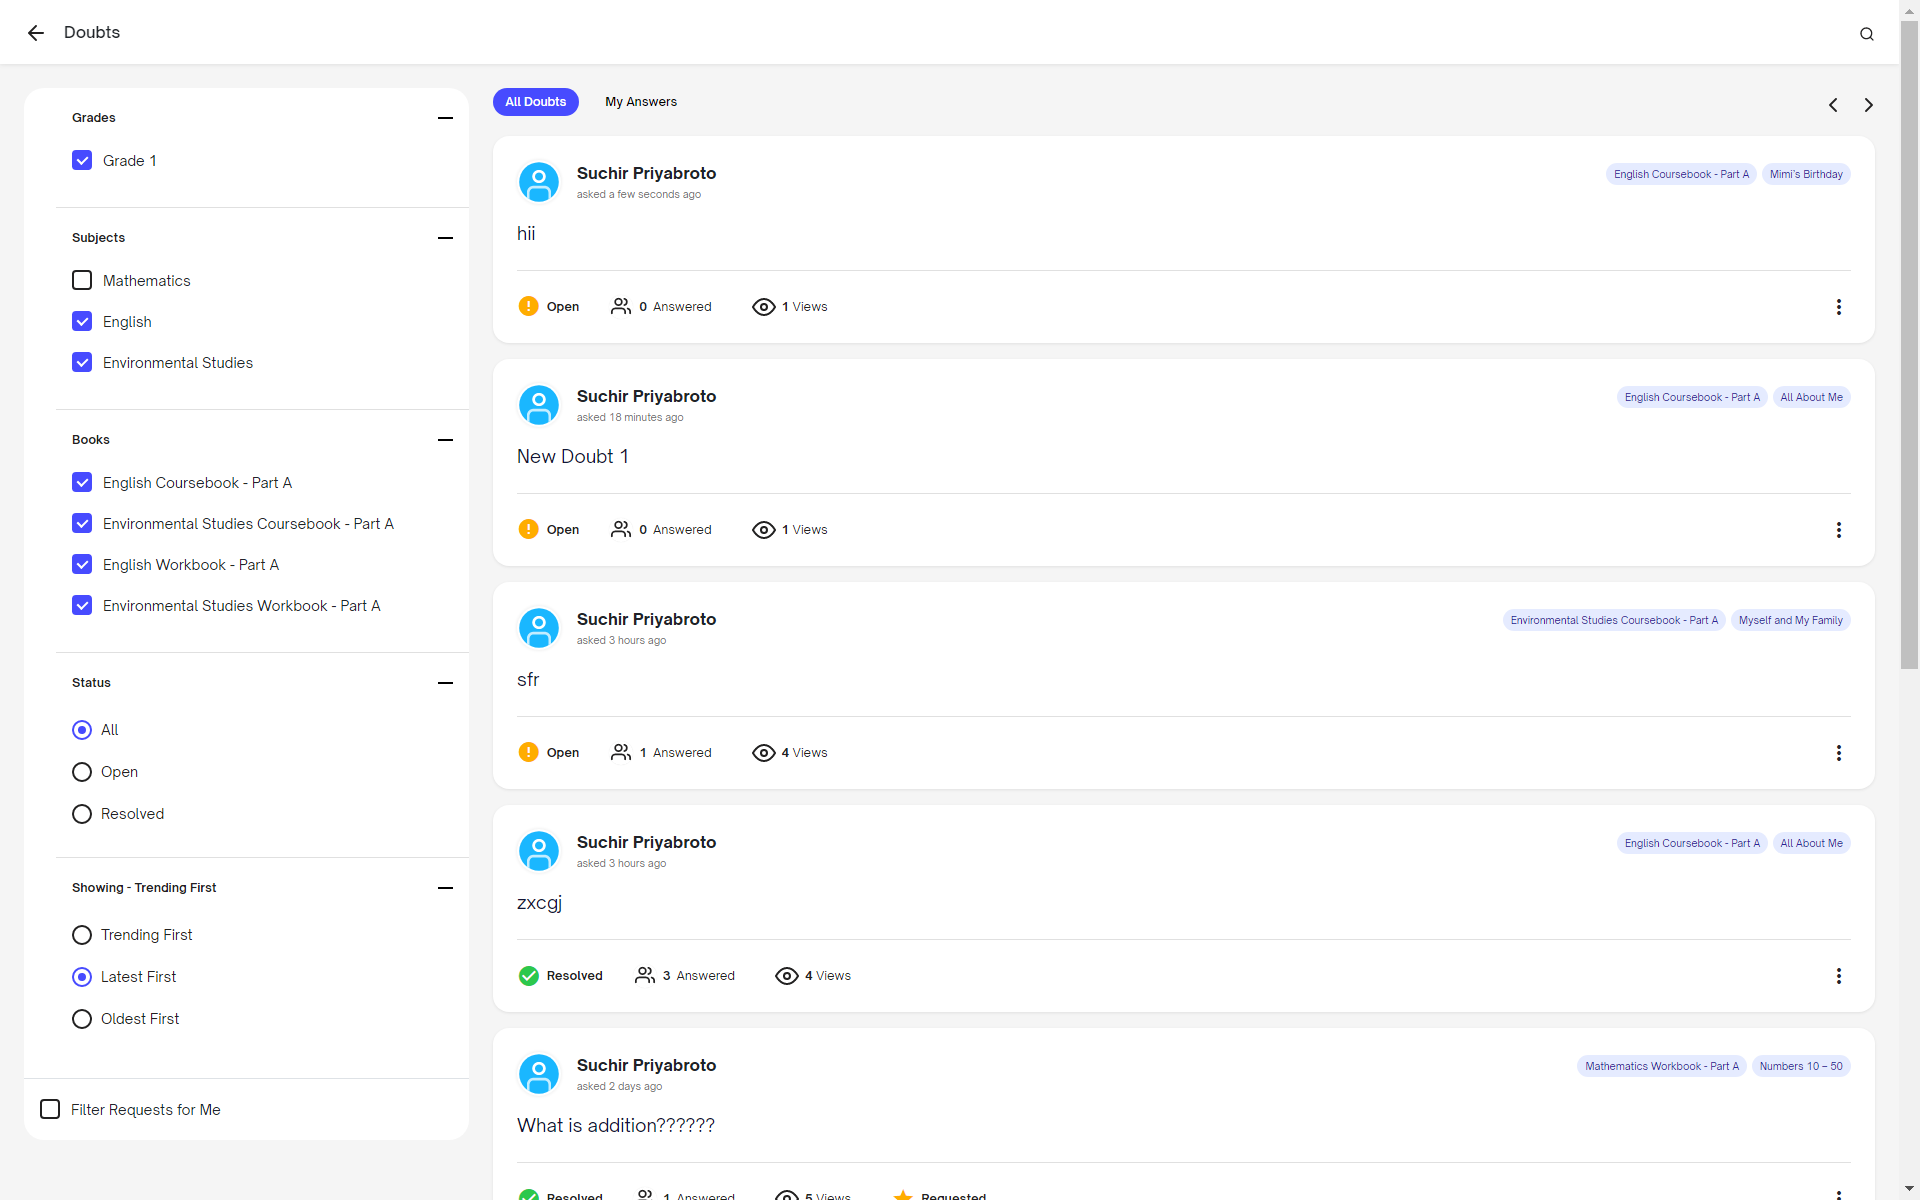 Doubts
Grades
Grade 1
Subjects
Mathematics
English
Environmental Studies
Books
English Coursebook - Part A
Environmental Studies Coursebook - Part A
English Workbook - Part A
Environmental Studies Workbook - Part A
Status
All
Open
Resolved
Showing - Trending First
Trending First
Latest First
Oldest First
Filter Requests for Me
All Doubts My Answers
Suchir Priyabroto English Coursebook - Part A Mimi's Birthday
asked a few seconds ago
hii
Open 0 Answered 1 Views
Suchir Priyabroto English Coursebook - Part A All About Me
asked 18 minutes ago
New Doubt 1
Open 0 Answered 1 Views
Suchir Priyabroto Environmental Studies Coursebook - Part A Myself and My Family
asked 3 hours ago
sfr
Open 1 Answered 4 Views
Suchir Priyabroto English Coursebook - Part A All About Me
asked 3 hours ago
zxcgj
Resolved 3 Answered 4 Views
Suchir Priyabroto Mathematics Workbook - Part A Numbers 10 – 50
asked 2 days ago
What is addition??????
Resolved 1 Answered 5 Views Requested